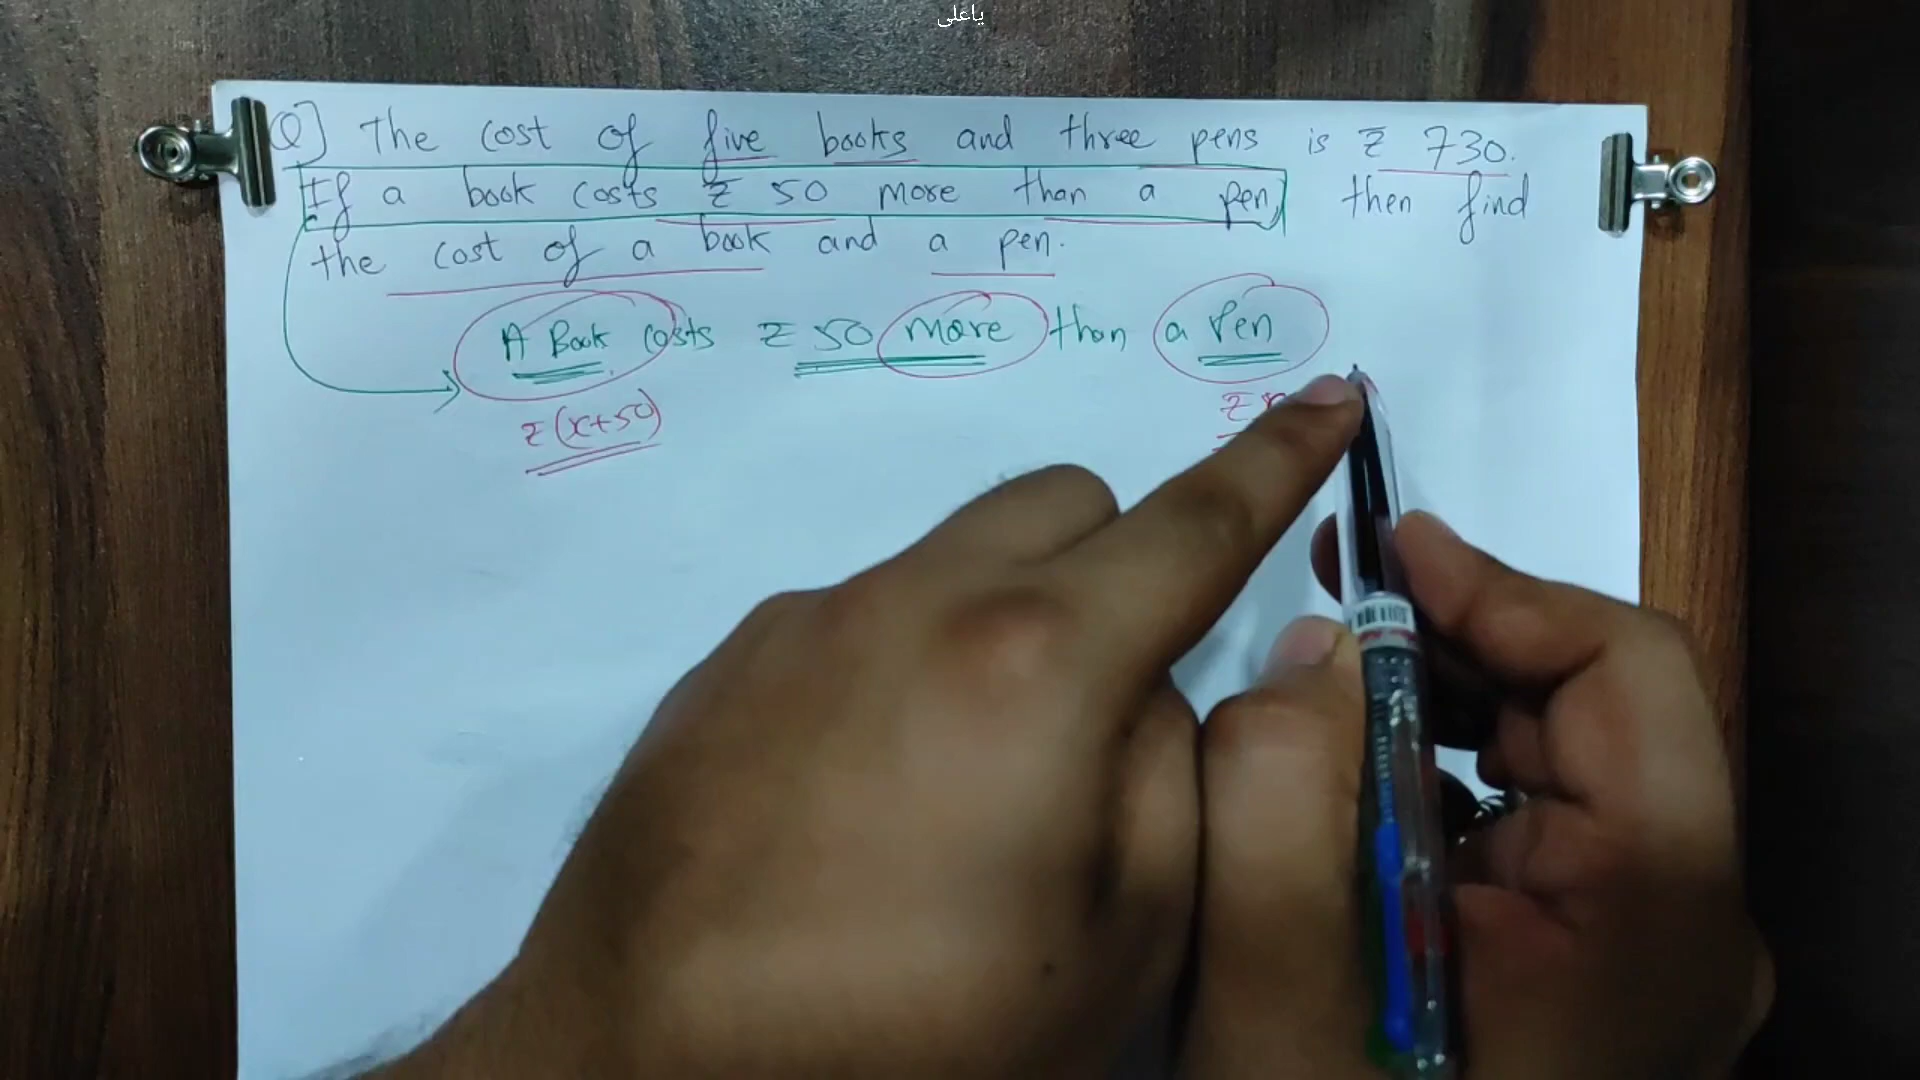 ياعلى
Q] The cost of five books and three pens is ₹ 730.
If a book costs ₹ 50 more than a pen, then find
the cost of a book and a pen.
A Book costs ₹ 50 more than a Pen
₹ (x+50) ₹ x